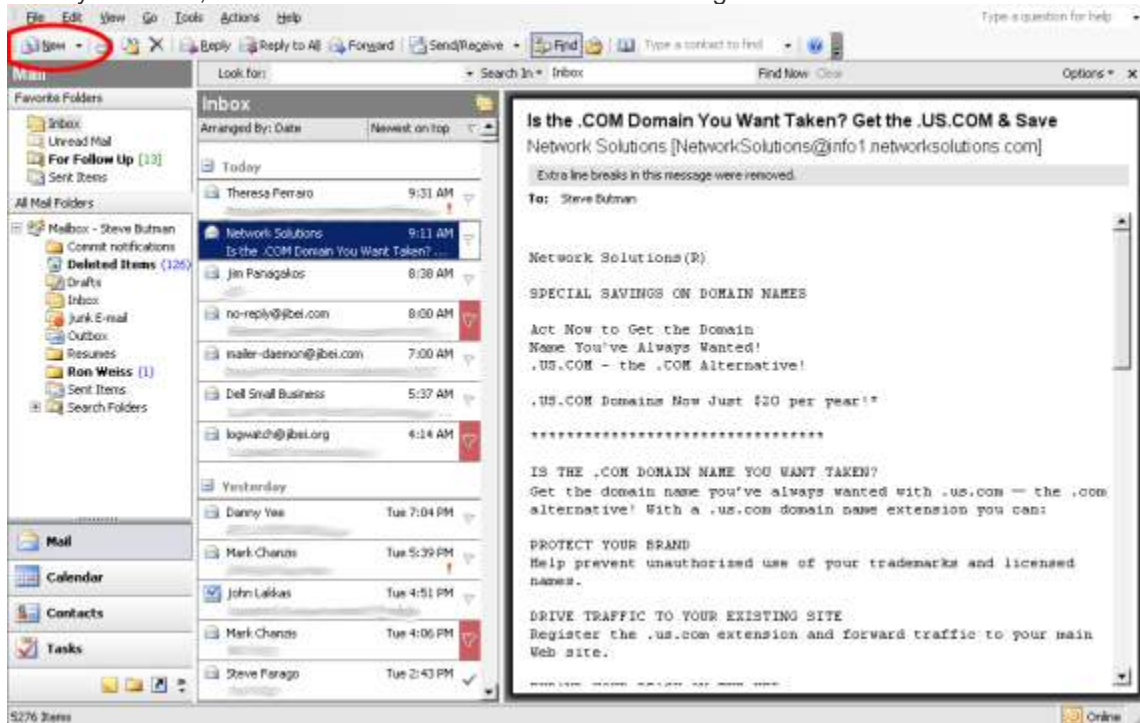 File Edit View Go Tools Actions Help
Type a question for help
New Reply Reply to All Forward Send/Receive Find Type a contact to find
Mail Look for: Search In Inbox Find Now Clear Options
Favorite Folders
Inbox
Unread Mail
For Follow Up [13]
Sent Items
All Mail Folders
Mailbox - Steve Butman
Commit notifications
Deleted Items (126)
Drafts
Inbox
Junk E-mail
Outbox
Resumes
Ron Weiss (1)
Sent Items
Search Folders
Mail
Calendar
Contacts
Tasks
Inbox
Arranged By: Date Newest on top
Today
Theresa Ferraro 9:31 AM
Network Solutions 9:11 AM
Is the .COM Domain You Want Taken? ...
Jim Panagakos 8:38 AM
no-reply@jibei.com 8:00 AM
mailer-daemon@jibei.com 7:00 AM
Dell Small Business 5:37 AM
logwatch@jibei.org 4:14 AM
Yesterday
Danny Yee Tue 7:04 PM
Mark Chanzis Tue 5:39 PM
John Lakkas Tue 4:51 PM
Mark Chanzis Tue 4:06 PM
Steve Farago Tue 2:43 PM
Is the .COM Domain You Want Taken? Get the .US.COM & Save
Network Solutions [NetworkSolutions@info1.networksolutions.com]
Extra line breaks in this message were removed.
To: Steve Butman
Network Solutions(R)
SPECIAL SAVINGS ON DOMAIN NAMES
Act Now to Get the Domain
Name You've Always Wanted!
.US.COM - the .COM Alternative!
.US.COM Domains Now Just $20 per year!*
*********************************
IS THE .COM DOMAIN NAME YOU WANT TAKEN?
Get the domain name you've always wanted with .us.com — the .com
alternative! With a .us.com domain name extension you can:
PROTECT YOUR BRAND
Help prevent unauthorized use of your trademarks and licensed
names.
DRIVE TRAFFIC TO YOUR EXISTING SITE
Register the .us.com extension and forward traffic to your main
Web site.
5276 Items
Online